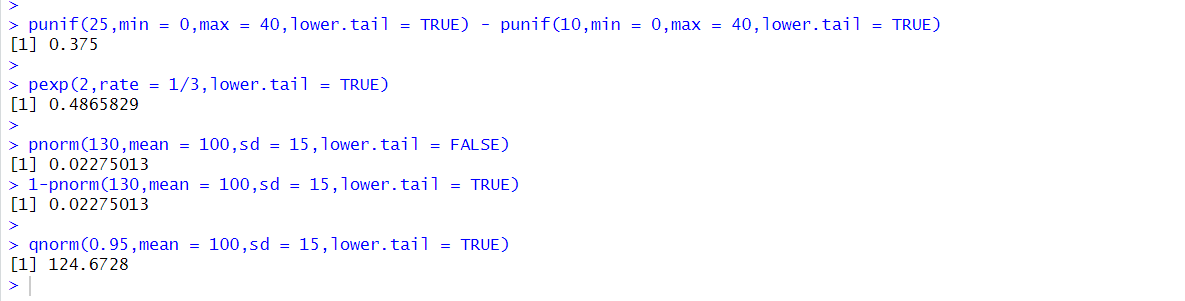 >
> punif(25,min = 0,max = 40,lower.tail = TRUE) - punif(10,min = 0,max = 40,lower.tail = TRUE)
[1] 0.375
>
> pexp(2,rate = 1/3,lower.tail = TRUE)
[1] 0.4865829
>
> pnorm(130,mean = 100,sd = 15,lower.tail = FALSE)
[1] 0.02275013
> 1-pnorm(130,mean = 100,sd = 15,lower.tail = TRUE)
[1] 0.02275013
>
> qnorm(0.95,mean = 100,sd = 15,lower.tail = TRUE)
[1] 124.6728
>